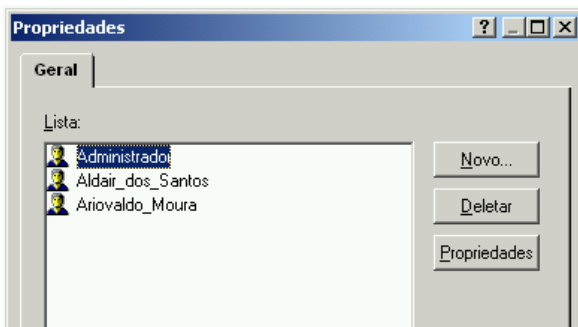 Propriedades
Geral
Lista:
Administrador
Aldair_dos_Santos
Ariovaldo_Moura
Novo...
Deletar
Propriedades